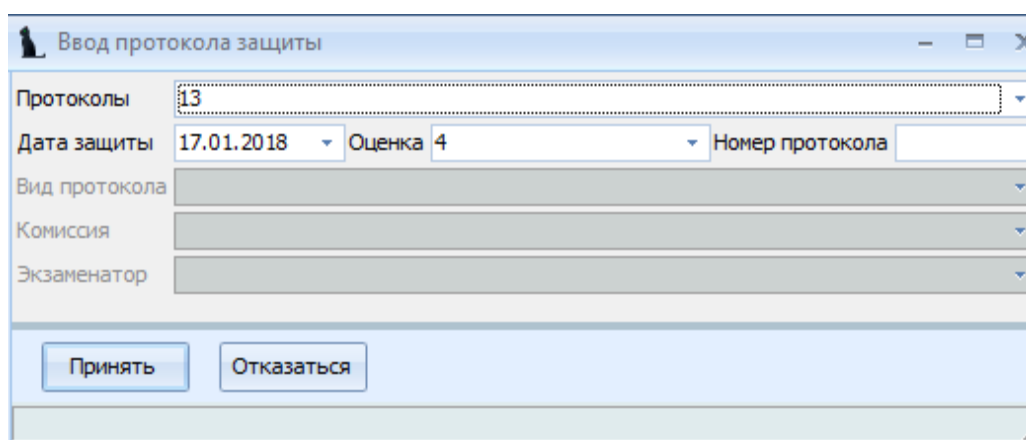 Ввод протокола защиты
Протоколы 13
Дата защиты 17.01.2018 Оценка 4 Номер протокола
Вид протокола
Комиссия
Экзаменатор
Принять Отказаться